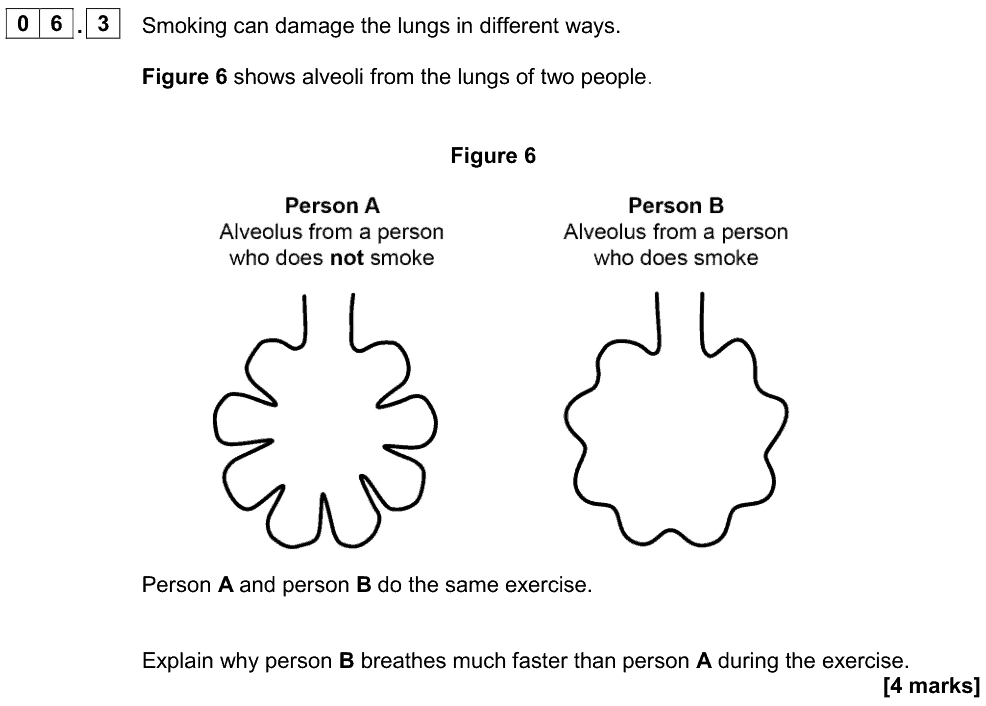 06.3 Smoking can damage the lungs in different ways.
Figure 6 shows alveoli from the lungs of two people.
Figure 6
Person A
Alveolus from a person
who does not smoke
Person B
Alveolus from a person
who does smoke
Person A and person B do the same exercise.
Explain why person B breathes much faster than person A during the exercise.
[4 marks]